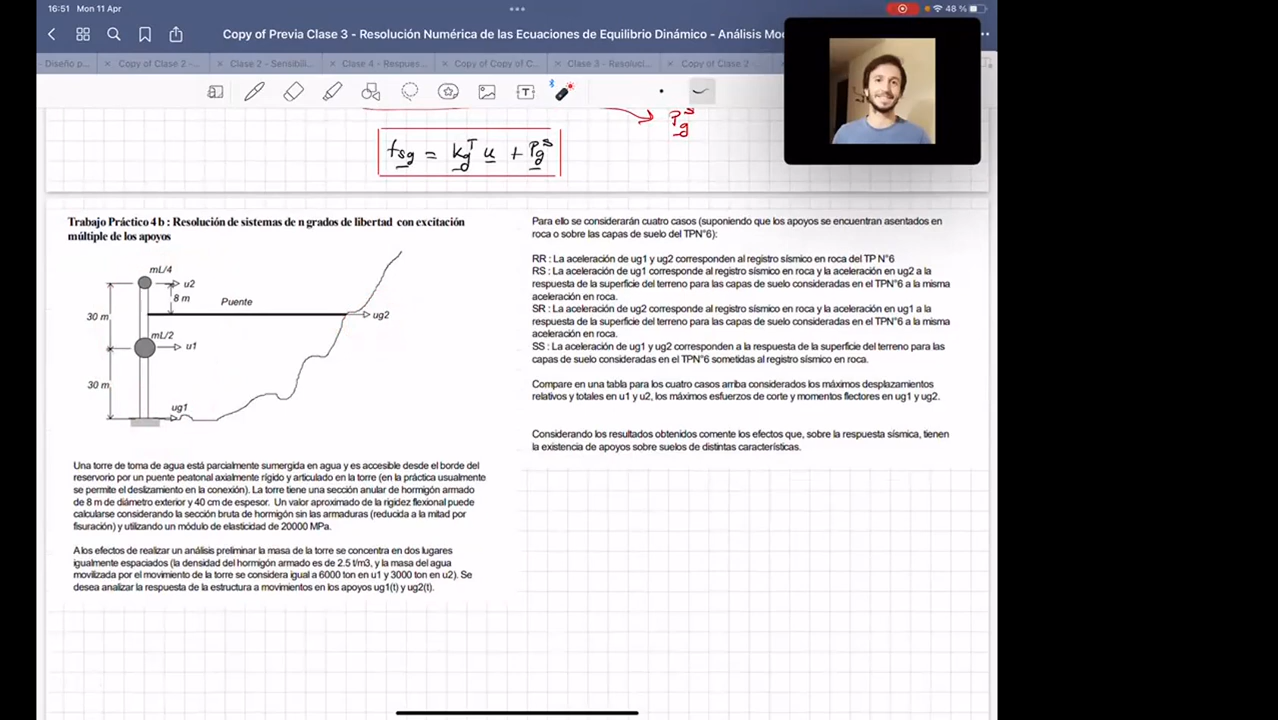 16:51 Mon 11 Apr
48 %
Copy of Previa Clase 3 - Resolución Numérica de las Ecuaciones de Equilibrio Dinámico - Análisis Mo
Diseño p... Copy of Clase 2 -... Clase 2 - Sensibili... Clase 4 - Respues... Copy of Copy of C... Clase 3 - Resoluci... Copy of Clase 2 -...
Pgˢ
fsg = kgᵀ u + Pgˢ
Trabajo Práctico 4 b : Resolución de sistemas de n grados de libertad con excitación
múltiple de los apoyos
mL/4
u2
8 m
Puente
30 m
ug2
mL/2
u1
30 m
ug1
Una torre de toma de agua está parcialmente sumergida en agua y es accesible desde el borde del
reservorio por un puente peatonal axialmente rígido y articulado en la torre (en la práctica usualmente
se permite el deslizamiento en la conexión). La torre tiene una sección anular de hormigón armado
de 8 m de diámetro exterior y 40 cm de espesor. Un valor aproximado de la rigidez flexional puede
calcularse considerando la sección bruta de hormigón sin las armaduras (reducida a la mitad por
fisuración) y utilizando un módulo de elasticidad de 20000 MPa.
A los efectos de realizar un análisis preliminar la masa de la torre se concentra en dos lugares
igualmente espaciados (la densidad del hormigón armado es de 2.5 t/m3, y la masa del agua
movilizada por el movimiento de la torre se considera igual a 6000 ton en u1 y 3000 ton en u2). Se
desea analizar la respuesta de la estructura a movimientos en los apoyos ug1(t) y ug2(t).
Para ello se considerarán cuatro casos (suponiendo que los apoyos se encuentran asentados en
roca o sobre las capas de suelo del TPN°6):
RR : La aceleración de ug1 y ug2 corresponden al registro sísmico en roca del TP N°6
RS : La aceleración de ug1 corresponde al registro sísmico en roca y la aceleración en ug2 a la
respuesta de la superficie del terreno para las capas de suelo consideradas en el TPN°6 a la misma
aceleración en roca.
SR : La aceleración de ug2 corresponde al registro sísmico en roca y la aceleración en ug1 a la
respuesta de la superficie del terreno para las capas de suelo consideradas en el TPN°6 a la misma
aceleración en roca.
SS : La aceleración de ug1 y ug2 corresponden a la respuesta de la superficie del terreno para las
capas de suelo consideradas en el TPN°6 sometidas al registro sísmico en roca.
Compare en una tabla para los cuatro casos arriba considerados los máximos desplazamientos
relativos y totales en u1 y u2, los máximos esfuerzos de corte y momentos flectores en ug1 y ug2.
Considerando los resultados obtenidos comente los efectos que, sobre la respuesta sísmica, tienen
la existencia de apoyos sobre suelos de distintas características.